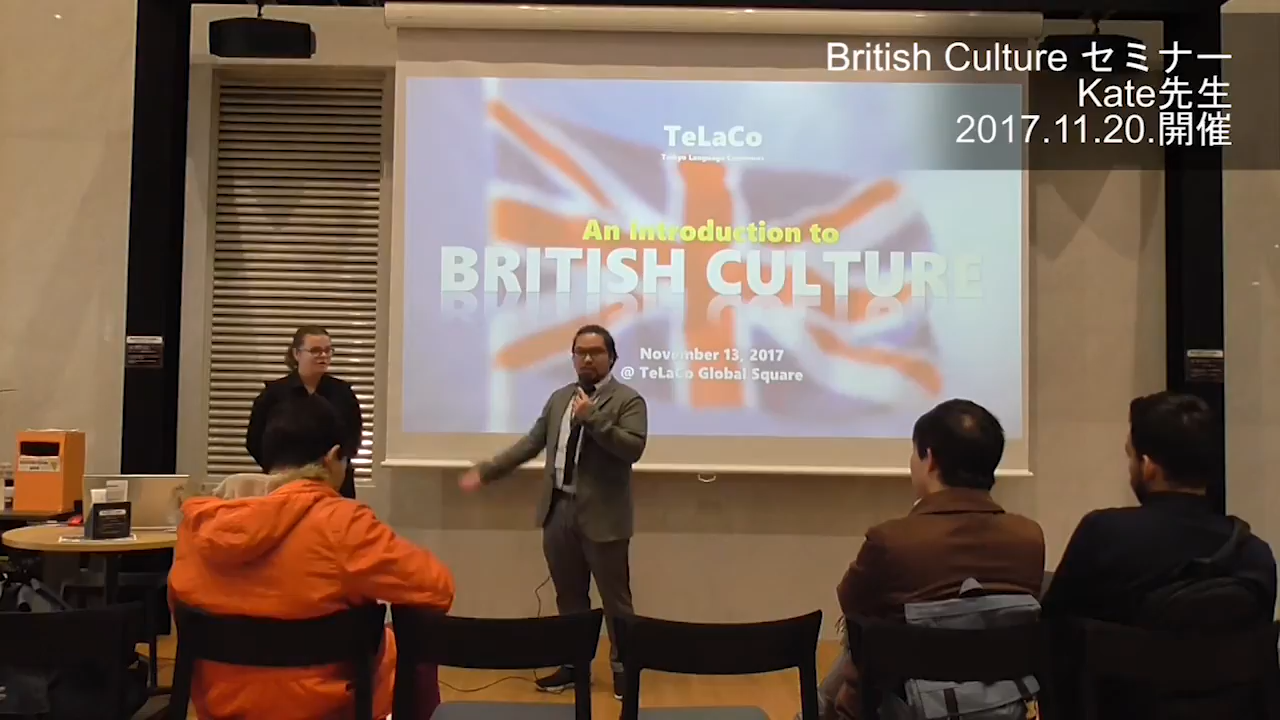 British Culture セミナー
Kate先生
2017.11.20.開催
TeLaCo
Tokyo Language Commons
An Introduction to
BRITISH CULTURE
November 13, 2017
@ TeLaCo Global Square